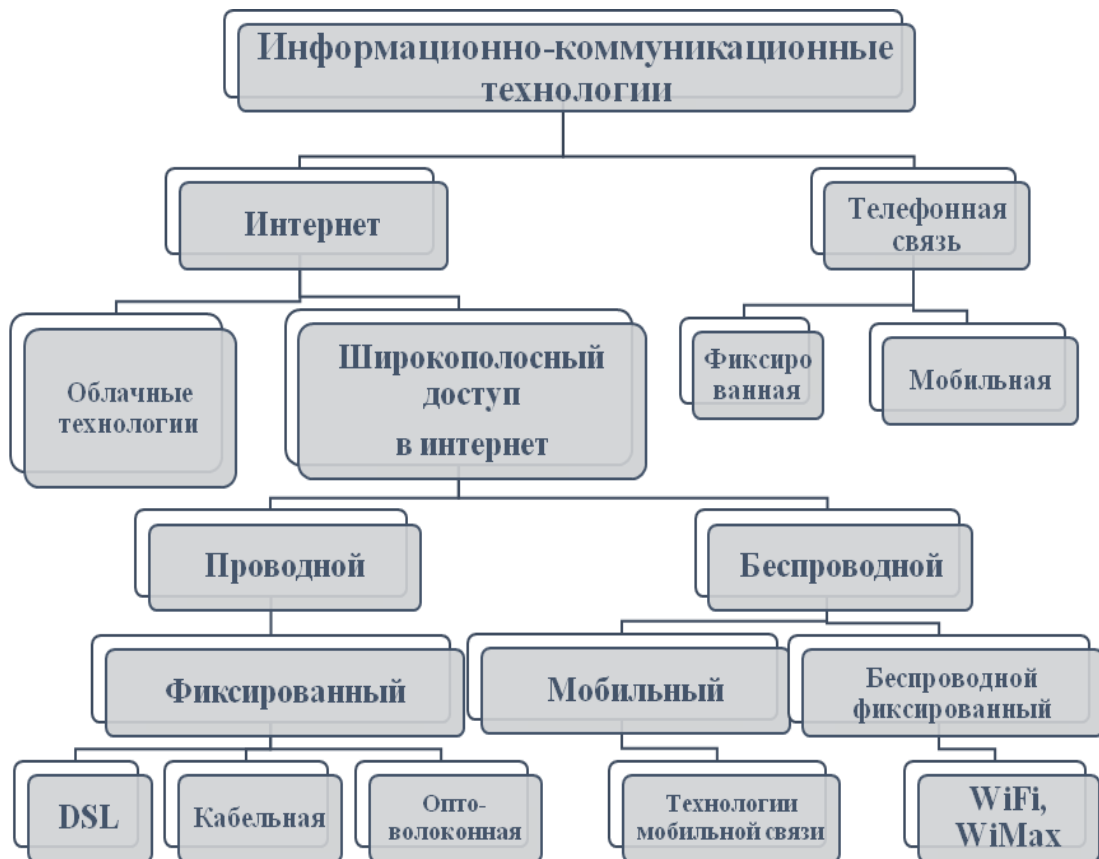 Информационно-коммуникационные
технологии
Интернет
Телефонная
связь
Облачные
технологии
Широкополосный
доступ
в интернет
Фиксиро
ванная
Мобильная
Проводной
Беспроводной
Фиксированный
Мобильный
Беспроводной
фиксированный
DSL
Кабельная
Опто-
волоконная
Технологии
мобильной связи
WiFi,
WiMax